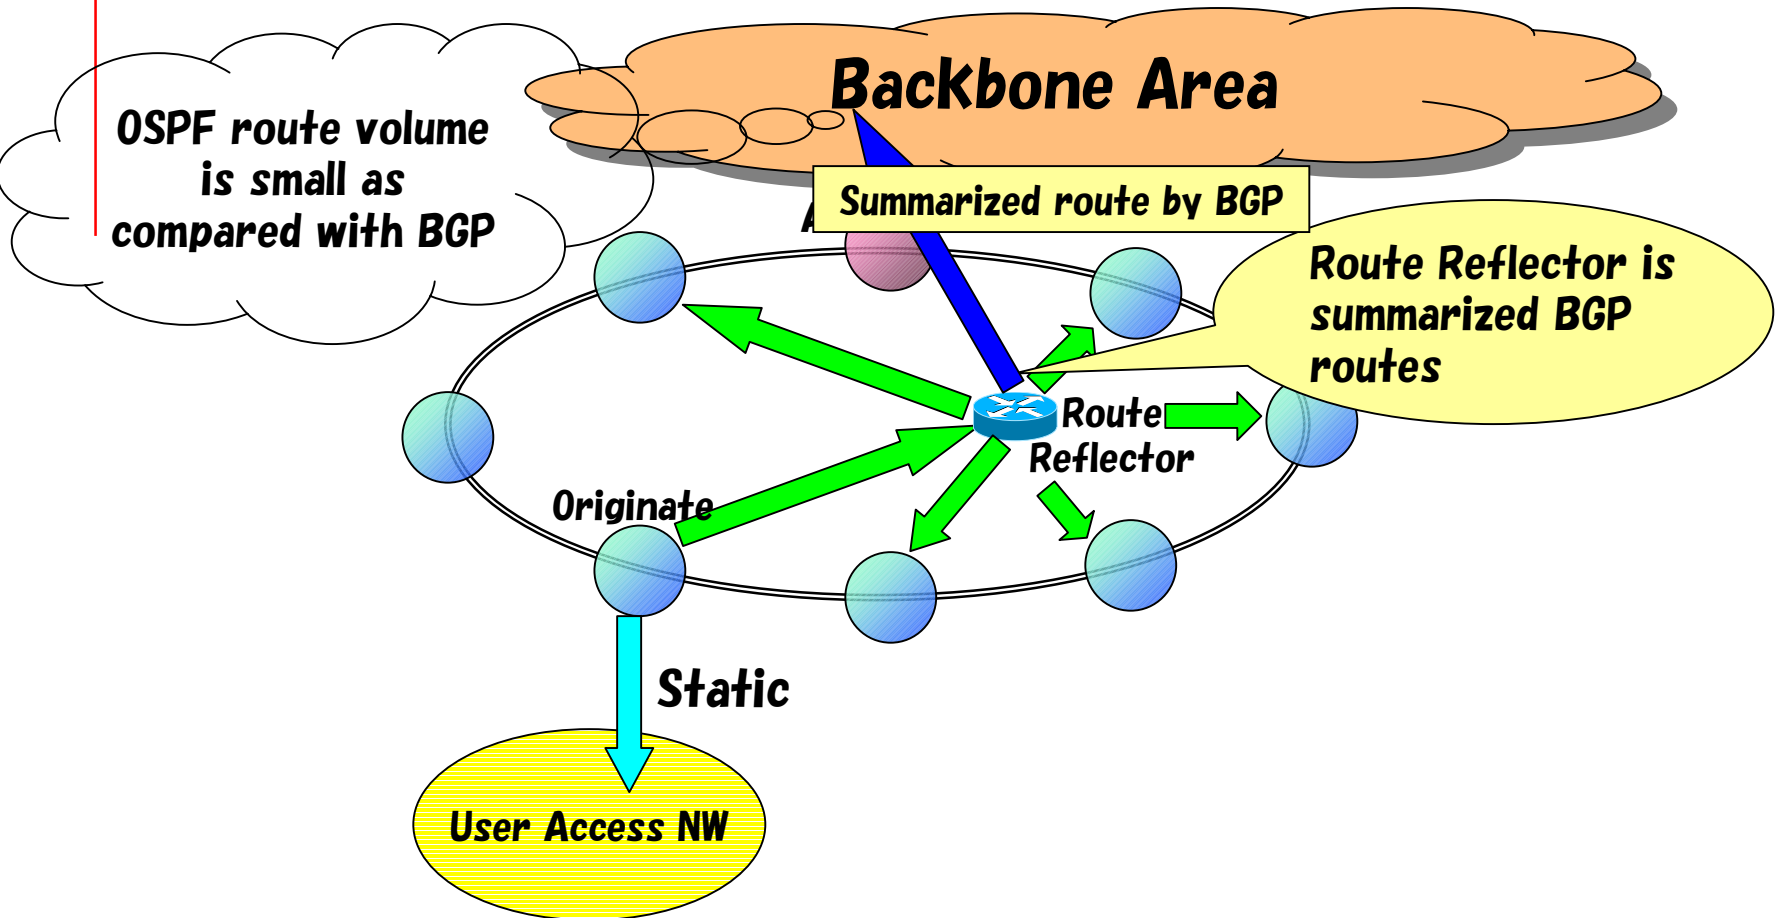 Backbone Area
OSPF route volume
is small as
compared with BGP
Summarized route by BGP
Route Reflector is
summarized BGP
routes
Route
Reflector
Originate
Static
User Access NW